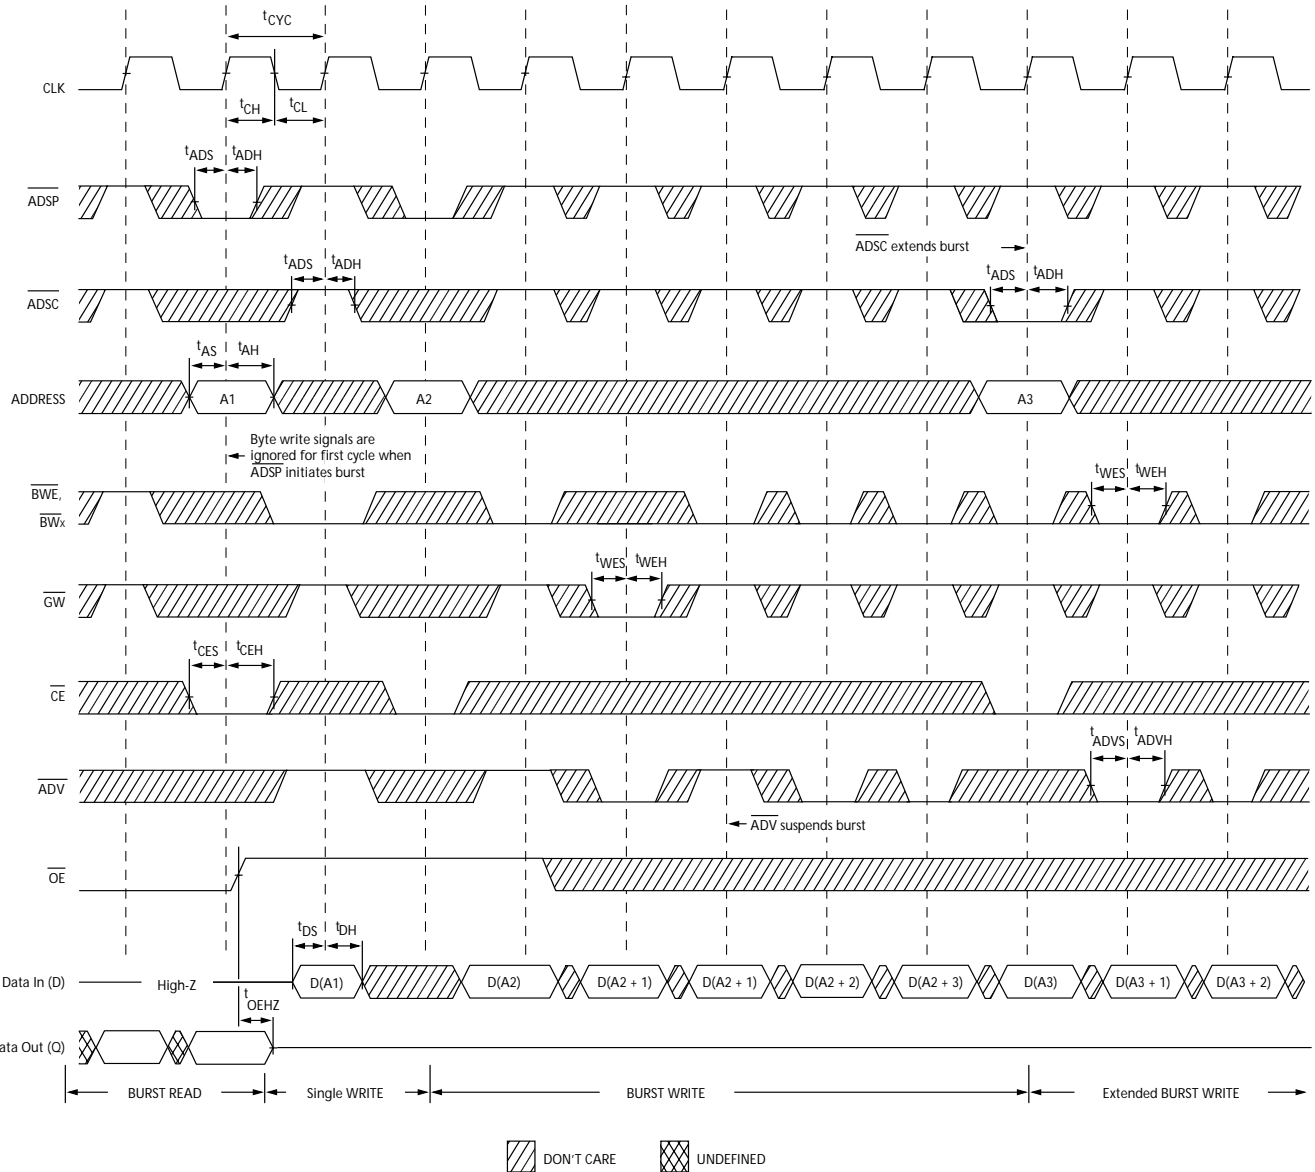 tCYC
CLK
tCH
tCL
tADS
tADH
ADSP
ADSC extends burst
tADS
tADH
tADS
tADH
ADSC
tAS
tAH
ADDRESS
A1
A2
A3
Byte write signals are
ignored for first cycle when
ADSP initiates burst
tWES
tWEH
BWE,
BWX
tWES
tWEH
GW
tCES
tCEH
CE
tADVS
tADVH
ADV
ADV suspends burst
OE
tDS
tDH
Data In (D)
High-Z
D(A1)
D(A2)
D(A2 + 1)
D(A2 + 1)
D(A2 + 2)
D(A2 + 3)
D(A3)
D(A3 + 1)
D(A3 + 2)
tOEHZ
ata Out (Q)
BURST READ
Single WRITE
BURST WRITE
Extended BURST WRITE
DON'T CARE
UNDEFINED